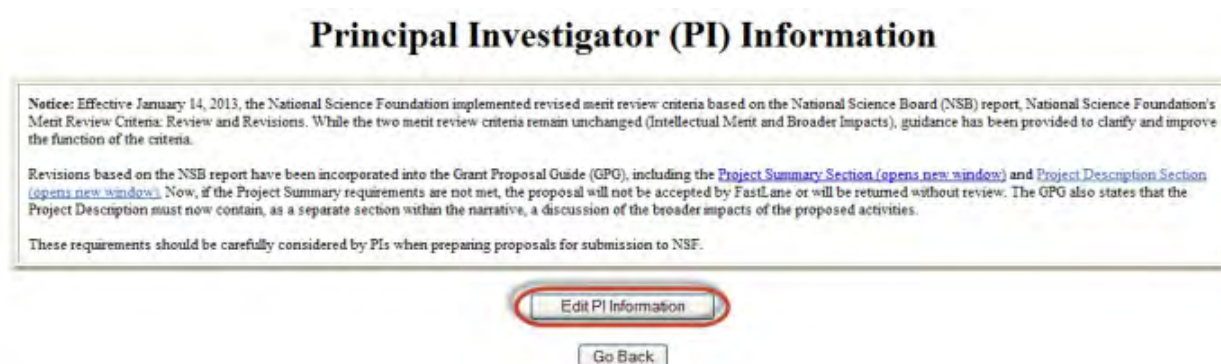 Principal Investigator (PI) Information
Notice: Effective January 14, 2013, the National Science Foundation implemented revised merit review criteria based on the National Science Board (NSB) report, National Science Foundation's
Merit Review Criteria: Review and Revisions. While the two merit review criteria remain unchanged (Intellectual Merit and Broader Impacts), guidance has been provided to clarify and improve
the function of the criteria.
Revisions based on the NSB report have been incorporated into the Grant Proposal Guide (GPG), including the Project Summary Section (opens new window) and Project Description Section
(opens new window). Now, if the Project Summary requirements are not met, the proposal will not be accepted by FastLane or will be returned without review. The GPG also states that the
Project Description must now contain, as a separate section within the narrative, a discussion of the broader impacts of the proposed activities.
These requirements should be carefully considered by PIs when preparing proposals for submission to NSF.
Edit PI Information
Go Back